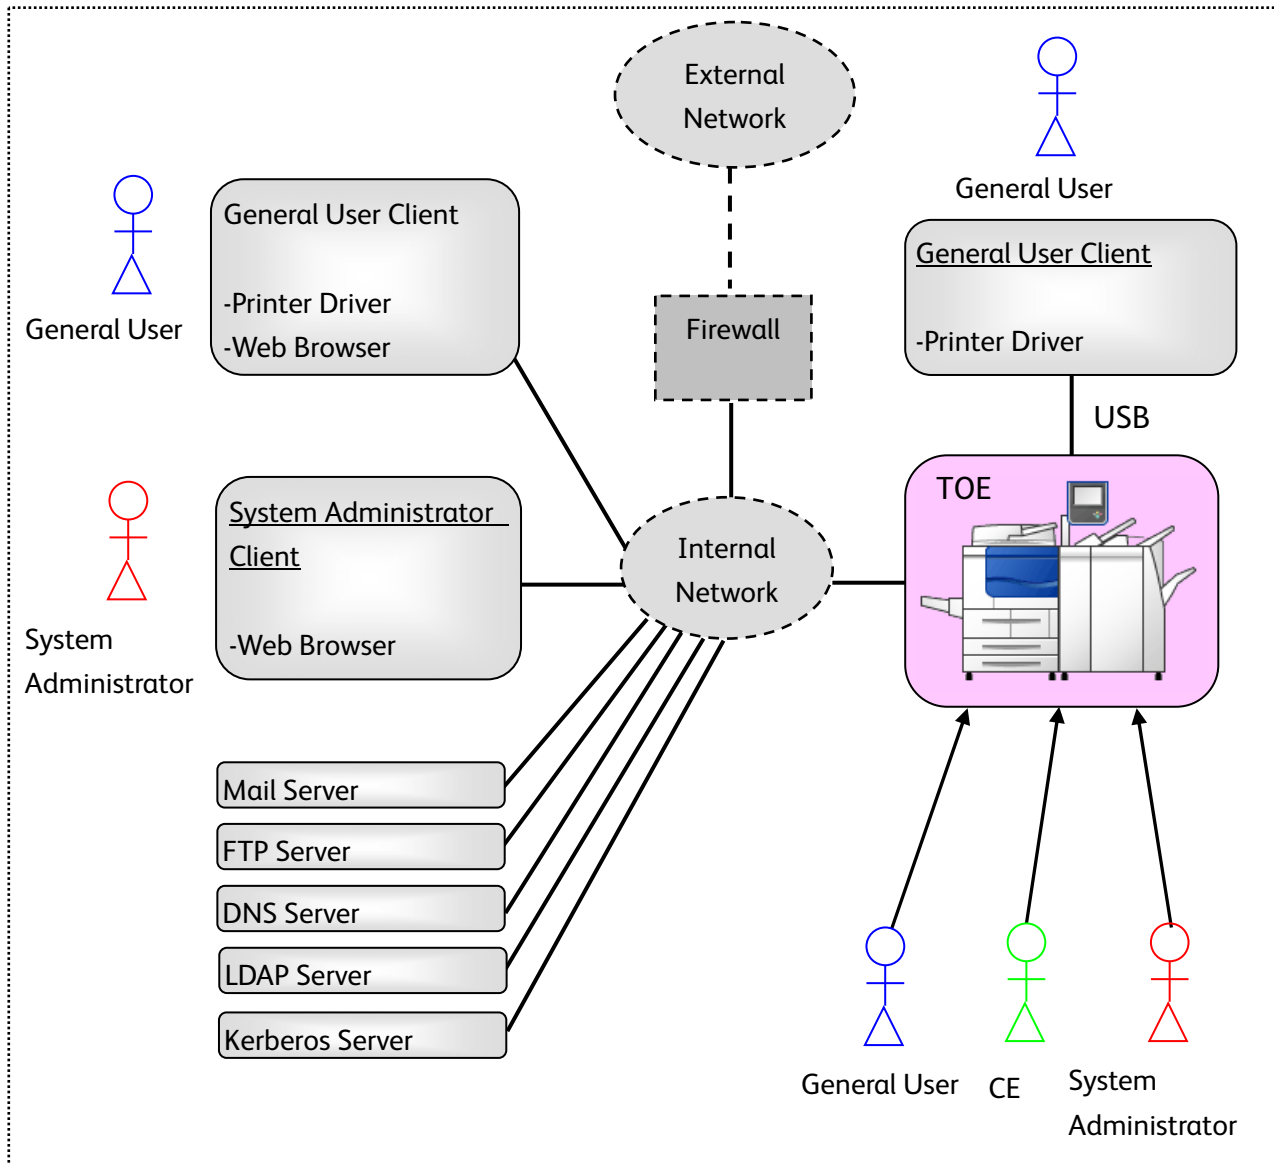 External
Network
General User
General User Client
-Printer Driver
-Web Browser
General User
Firewall
General User Client
-Printer Driver
USB
System Administrator
Client
-Web Browser
System
Administrator
Internal
Network
TOE
Mail Server
FTP Server
DNS Server
LDAP Server
Kerberos Server
General User
CE
System
Administrator